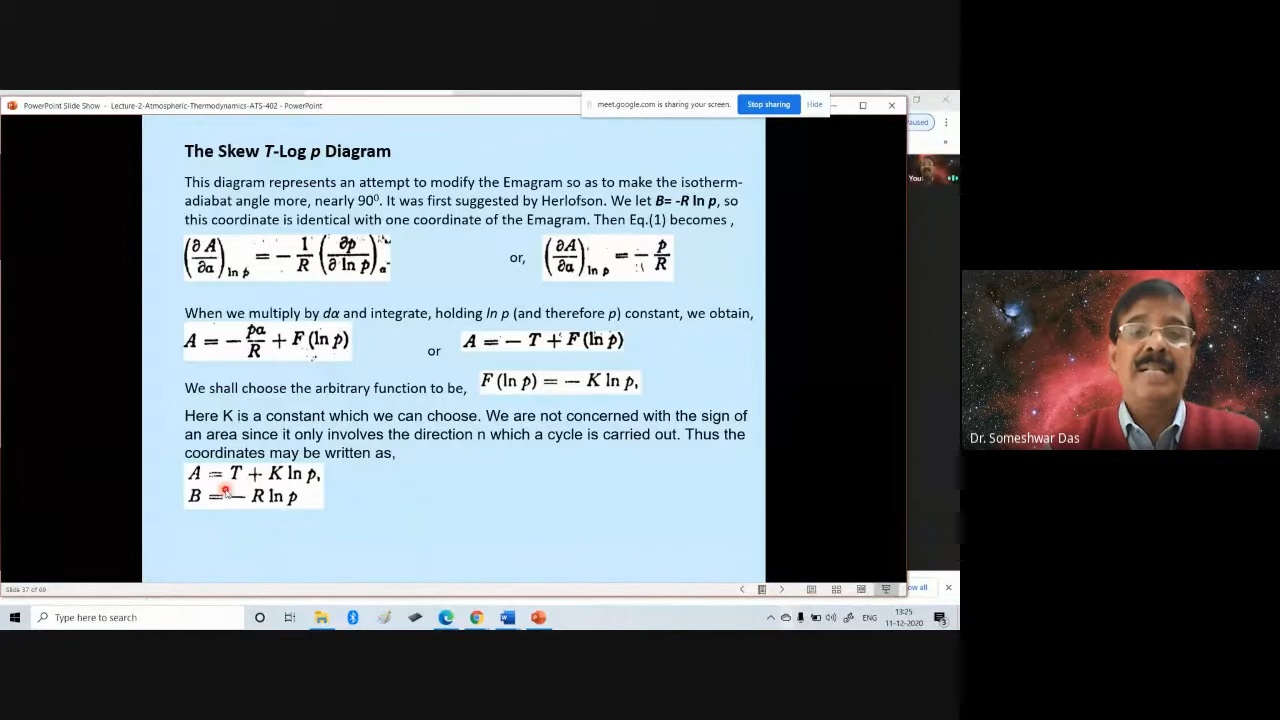 PowerPoint Slide Show - Lecture-2-Atmospheric-Thermodynamics-ATS-402 - PowerPoint
meet.google.com is sharing your screen.
Stop sharing
Hide
The Skew T-Log p Diagram
This diagram represents an attempt to modify the Emagram so as to make the isotherm-
adiabat angle more, nearly 90⁰. It was first suggested by Herlofson. We let B= -R ln p, so
this coordinate is identical with one coordinate of the Emagram. Then Eq.(1) becomes ,
(∂A/∂a)ln p = − 1/R (∂p/∂ ln p)a or, (∂A/∂a)ln p = − p/R
When we multiply by dα and integrate, holding ln p (and therefore p) constant, we obtain,
A = − pa/R + F (ln p) or A = − T + F (ln p)
We shall choose the arbitrary function to be, F (ln p) = − K ln p,
Here K is a constant which we can choose. We are not concerned with the sign of
an area since it only involves the direction n which a cycle is carried out. Thus the
coordinates may be written as,
A = T + K ln p,
B = − R ln p
Slide 37 of 69
Type here to search
ENG
13:25
11-12-2020
Dr. Someshwar Das